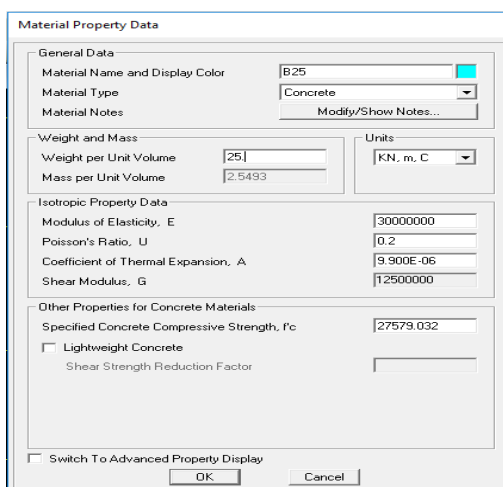 Material Property Data
General Data
Material Name and Display Color B25
Material Type Concrete
Material Notes Modify/Show Notes...
Weight and Mass Units
Weight per Unit Volume 25. KN, m, C
Mass per Unit Volume 2.5493
Isotropic Property Data
Modulus of Elasticity, E 30000000
Poisson's Ratio, U 0.2
Coefficient of Thermal Expansion, A 9.900E-06
Shear Modulus, G 12500000
Other Properties for Concrete Materials
Specified Concrete Compressive Strength, f'c 27579.032
Lightweight Concrete
Shear Strength Reduction Factor
Switch To Advanced Property Display
OK Cancel